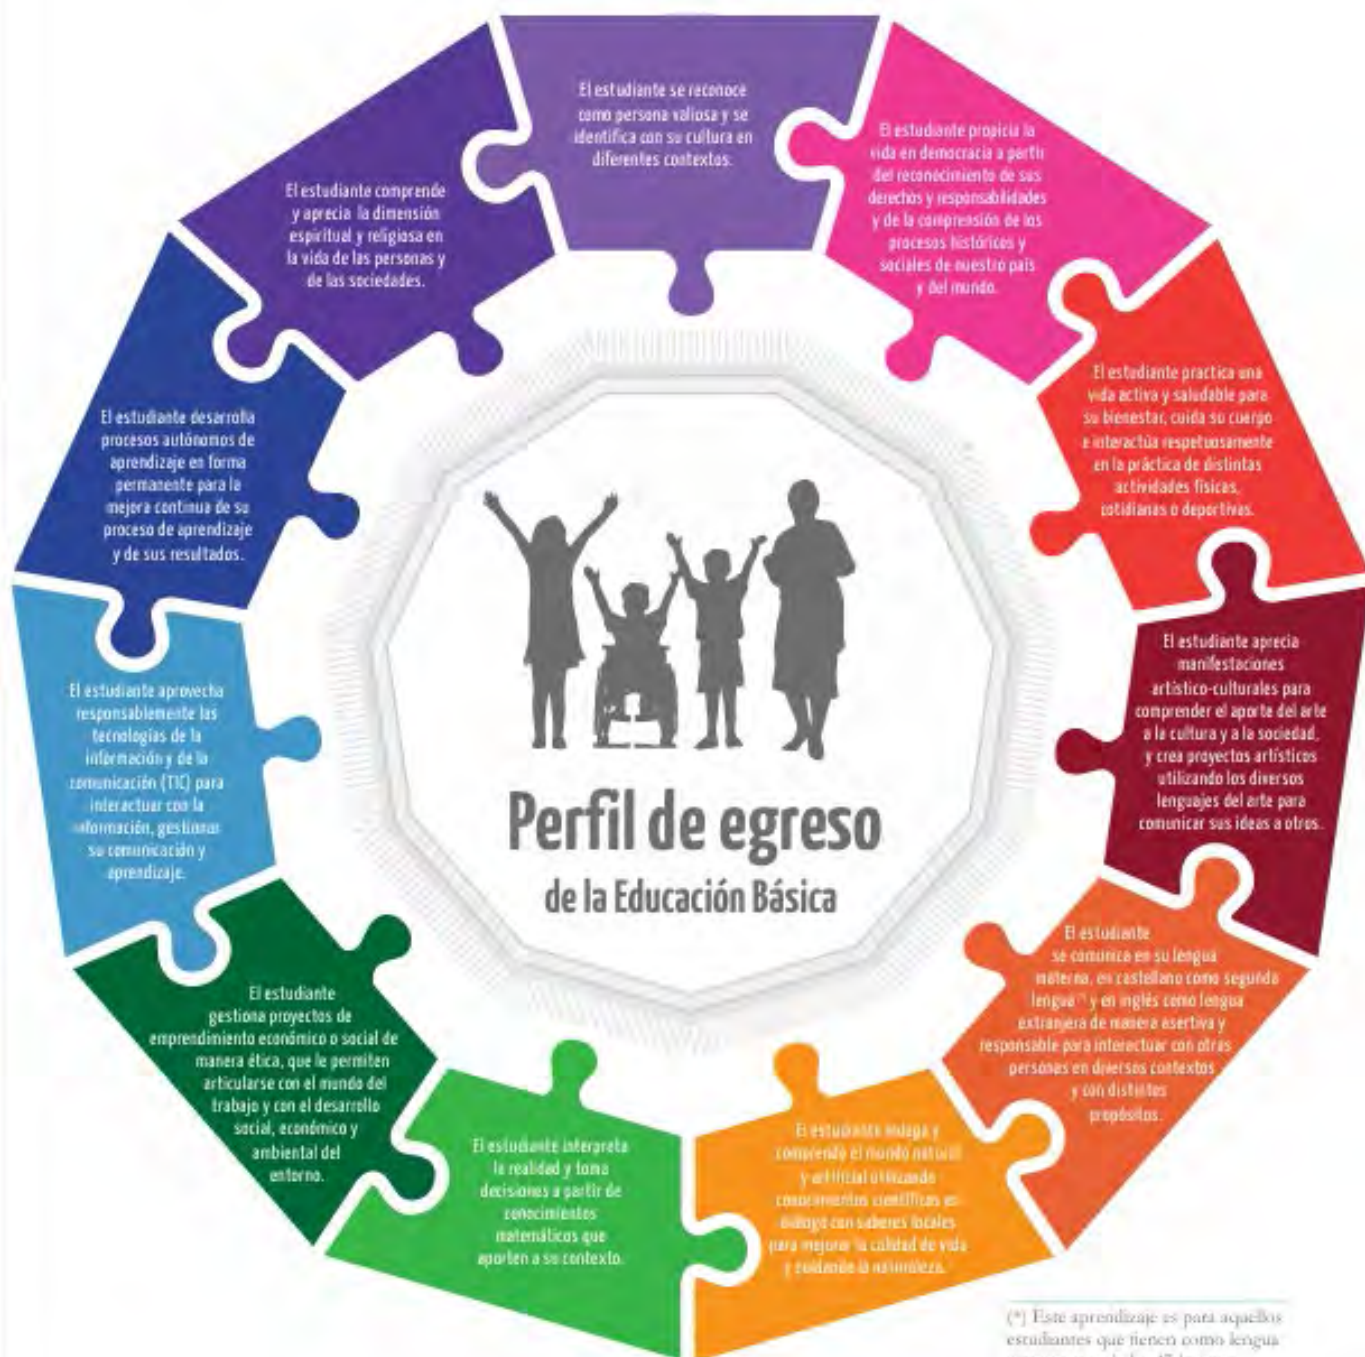 El estudiante se reconoce
como persona valiosa y se
identifica con su cultura en
diferentes contextos.
El estudiante propicia la
vida en democracia a partir
del reconocimiento de sus
derechos y responsabilidades
y de la comprensión de los
procesos históricos y
sociales de nuestro país
y del mundo.
El estudiante practica una
vida activa y saludable para
su bienestar, cuida su cuerpo
e interactúa respetuosamente
en la práctica de distintas
actividades físicas,
cotidianas o deportivas.
El estudiante aprecia
manifestaciones
artístico-culturales para
comprender el aporte del arte
a la cultura y a la sociedad,
y crea proyectos artísticos
utilizando los diversos
lenguajes del arte para
comunicar sus ideas a otros.
El estudiante
se comunica en su lengua
materna, en castellano como segunda
lengua(*) y en inglés como lengua
extranjera de manera asertiva y
responsable para interactuar con otras
personas en diversos contextos
y con distintos
propósitos.
El estudiante indaga y
comprende el mundo natural
y artificial utilizando
conocimientos científicos en
diálogo con saberes locales
para mejorar la calidad de vida
y cuidando la naturaleza.
El estudiante interpreta
la realidad y toma
decisiones a partir de
conocimientos
matemáticos que
aporten a su contexto.
El estudiante
gestiona proyectos de
emprendimiento económico o social de
manera ética, que le permiten
articularse con el mundo del
trabajo y con el desarrollo
social, económico y
ambiental del
entorno.
El estudiante aprovecha
responsablemente las
tecnologías de la
información y de la
comunicación (TIC) para
interactuar con la
información, gestionar
su comunicación y
aprendizaje.
El estudiante desarrolla
procesos autónomos de
aprendizaje en forma
permanente para la
mejora continua de su
proceso de aprendizaje
y de sus resultados.
El estudiante comprende
y aprecia la dimensión
espiritual y religiosa en
la vida de las personas y
de las sociedades.
Perfil de egreso
de la Educación Básica
(*) Este aprendizaje es para aquellos
estudiantes que tienen como lengua